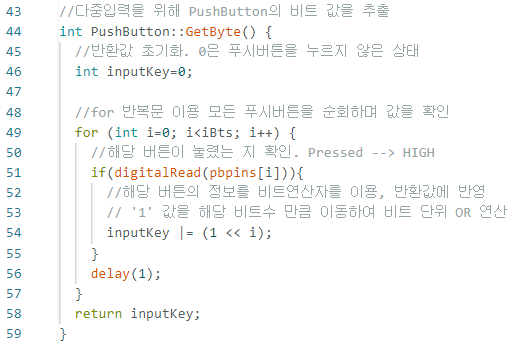 43 //다중입력을 위해 PushButton의 비트 값을 추출
44 int PushButton::GetByte() {
45 //반환값 초기화. 0은 푸시버튼을 누르지 않은 상태
46 int inputKey=0;
47
48 //for 반복문 이용 모든 푸시버튼을 순회하며 값을 확인
49 for (int i=0; i<iBts; i++) {
50 //해당 버튼이 눌렸는 지 확인. Pressed --> HIGH
51 if(digitalRead(pbpins[i])){
52 //해당 버튼의 정보를 비트연산자를 이용, 반환값에 반영
53 // '1' 값을 해당 비트수 만큼 이동하여 비트 단위 OR 연산
54 inputKey |= (1 << i);
55 }
56 delay(1);
57 }
58 return inputKey;
59 }